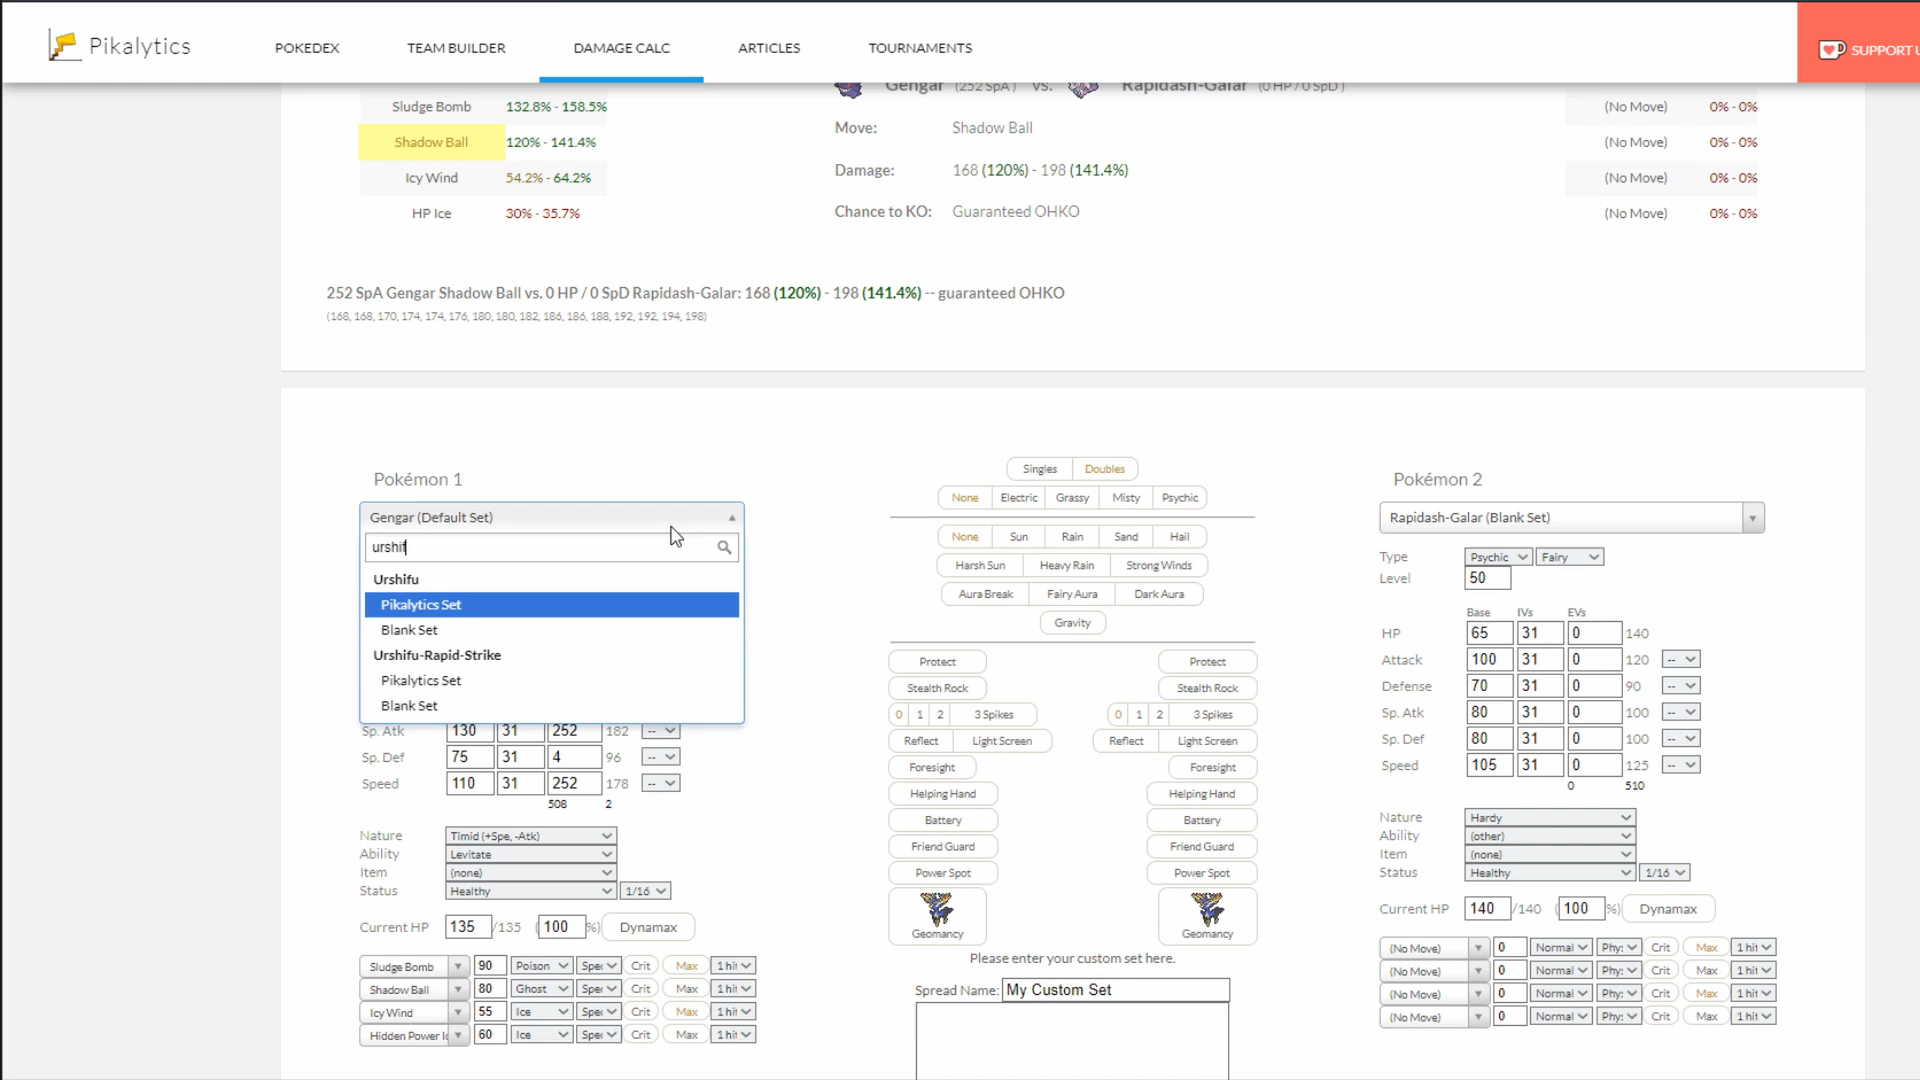 Pikalytics
POKEDEX
TEAM BUILDER
DAMAGE CALC
ARTICLES
TOURNAMENTS
SUPPORT U
Sludge Bomb 132.8% - 158.5%
Shadow Ball 120% - 141.4%
Icy Wind 54.2% - 64.2%
HP Ice 30% - 35.7%
Gengar (252 SpA) vs. Rapidash-Galar (0 HP / 0 SpD)
Move: Shadow Ball
Damage: 168 (120%) - 198 (141.4%)
Chance to KO: Guaranteed OHKO
(No Move) 0% - 0%
(No Move) 0% - 0%
(No Move) 0% - 0%
(No Move) 0% - 0%
252 SpA Gengar Shadow Ball vs. 0 HP / 0 SpD Rapidash-Galar: 168 (120%) - 198 (141.4%) -- guaranteed OHKO
(168, 168, 170, 174, 174, 176, 180, 180, 182, 186, 186, 188, 192, 192, 194, 198)
Pokémon 1
Gengar (Default Set)
urshif
Urshifu
Pikalytics Set
Blank Set
Urshifu-Rapid-Strike
Pikalytics Set
Blank Set
Sp. Atk 130 31 252 182 --
Sp. Def 75 31 4 96 --
Speed 110 31 252 178 --
508 2
Nature Timid (+Spe, -Atk)
Ability Levitate
Item (none)
Status Healthy 1/16
Current HP 135 /135 (100 %) Dynamax
Sludge Bomb 90 Poison Spec Crit Max 1 hit
Shadow Ball 80 Ghost Spec Crit Max 1 hit
Icy Wind 55 Ice Spec Crit Max 1 hit
Hidden Power Ic 60 Ice Spec Crit Max 1 hit
Singles Doubles
None Electric Grassy Misty Psychic
None Sun Rain Sand Hail
Harsh Sun Heavy Rain Strong Winds
Aura Break Fairy Aura Dark Aura
Gravity
Protect Protect
Stealth Rock Stealth Rock
0 1 2 3 Spikes 0 1 2 3 Spikes
Reflect Light Screen Reflect Light Screen
Foresight Foresight
Helping Hand Helping Hand
Battery Battery
Friend Guard Friend Guard
Power Spot Power Spot
Geomancy Geomancy
Please enter your custom set here.
Spread Name: My Custom Set
Pokémon 2
Rapidash-Galar (Blank Set)
Type Psychic Fairy
Level 50
Base IVs EVs
HP 65 31 0 140
Attack 100 31 0 120 --
Defense 70 31 0 90 --
Sp. Atk 80 31 0 100 --
Sp. Def 80 31 0 100 --
Speed 105 31 0 125 --
0 510
Nature Hardy
Ability (other)
Item (none)
Status Healthy 1/16
Current HP 140 /140 (100 %) Dynamax
(No Move) 0 Normal Phy: Crit Max 1 hit
(No Move) 0 Normal Phy: Crit Max 1 hit
(No Move) 0 Normal Phy: Crit Max 1 hit
(No Move) 0 Normal Phy: Crit Max 1 hit